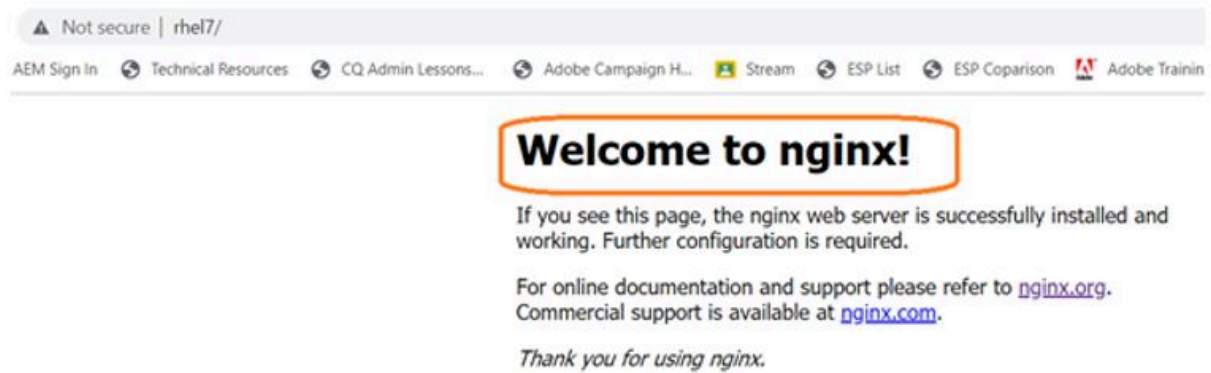 Not secure | rhel7/
AEM Sign In Technical Resources CQ Admin Lessons... Adobe Campaign H... Stream ESP List ESP Coparison Adobe Trainin
Welcome to nginx!
If you see this page, the nginx web server is successfully installed and
working. Further configuration is required.
For online documentation and support please refer to nginx.org.
Commercial support is available at nginx.com.
Thank you for using nginx.